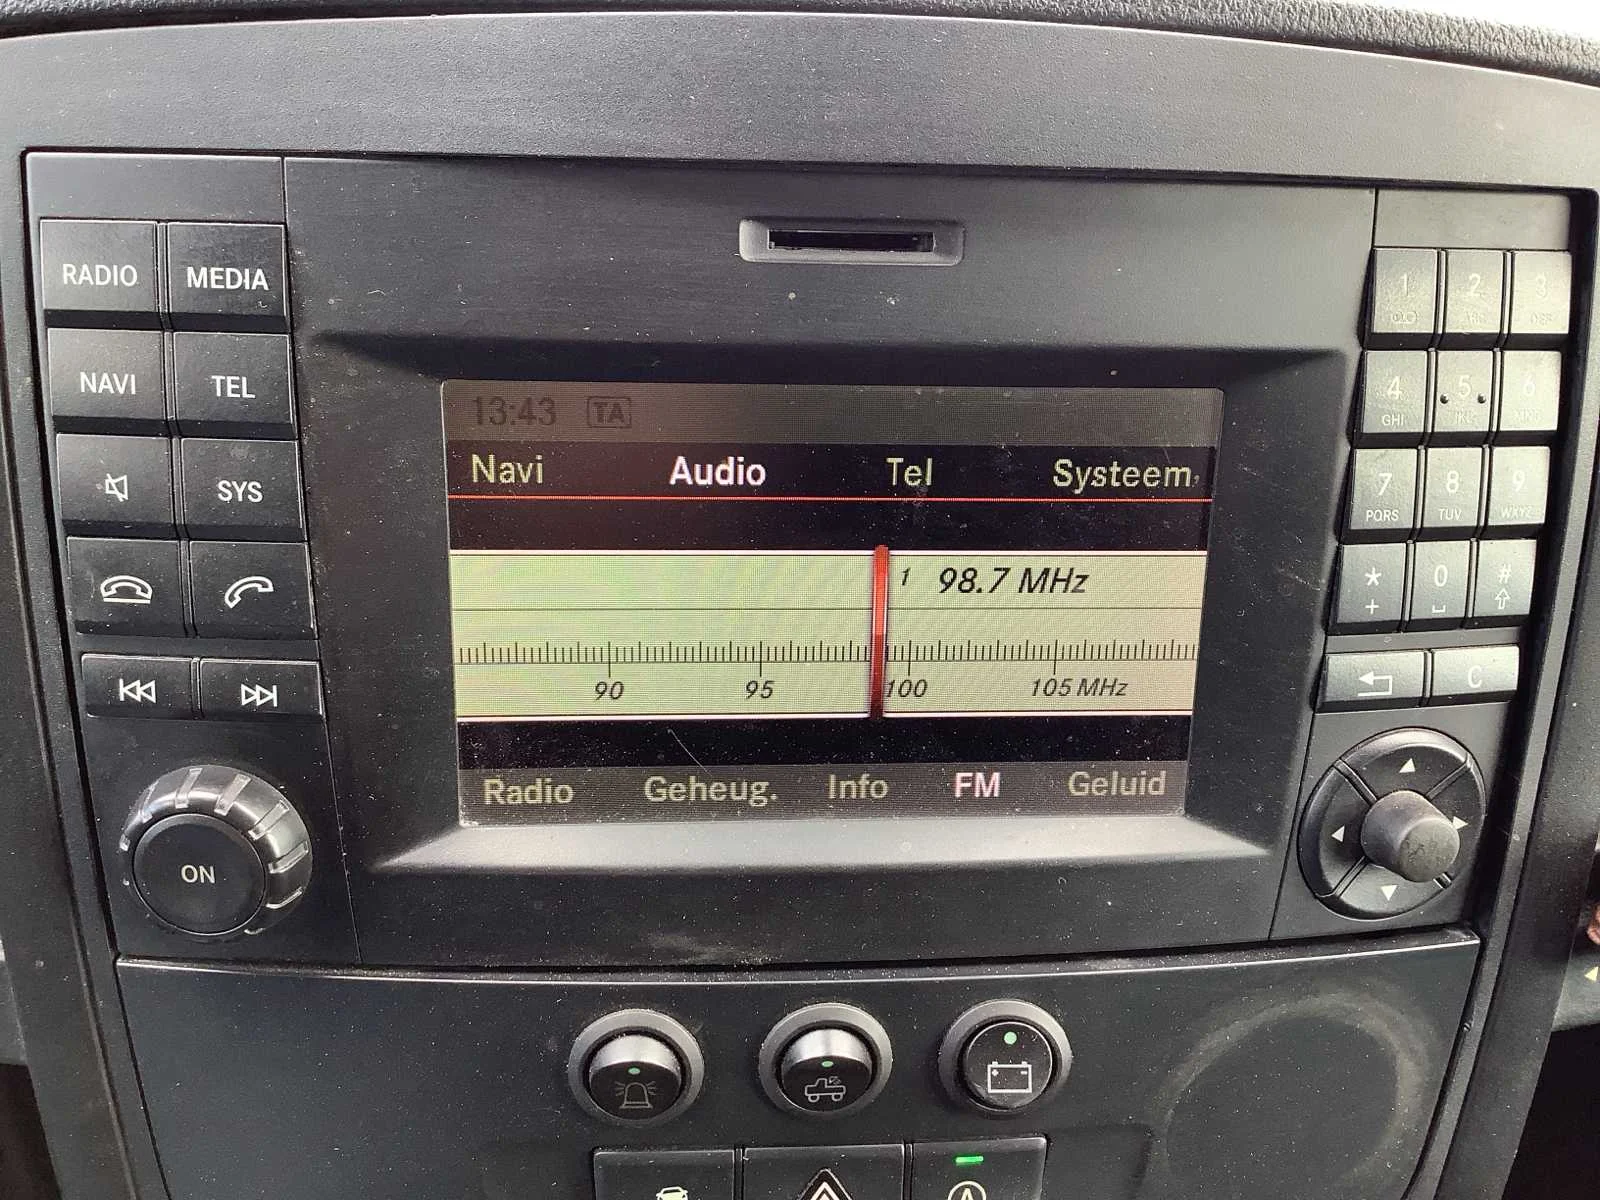 RADIO MEDIA
NAVI TEL
SYS
ON
13:43 TA
Navi Audio Tel Systeem
1 98.7 MHz
90 95 100 105 MHz
Radio Geheug. Info FM Geluid
1 2 3
4 5 6
GHI JKL MNO
7 8 9
PQRS TUV WXYZ
* 0 #
+
C
A